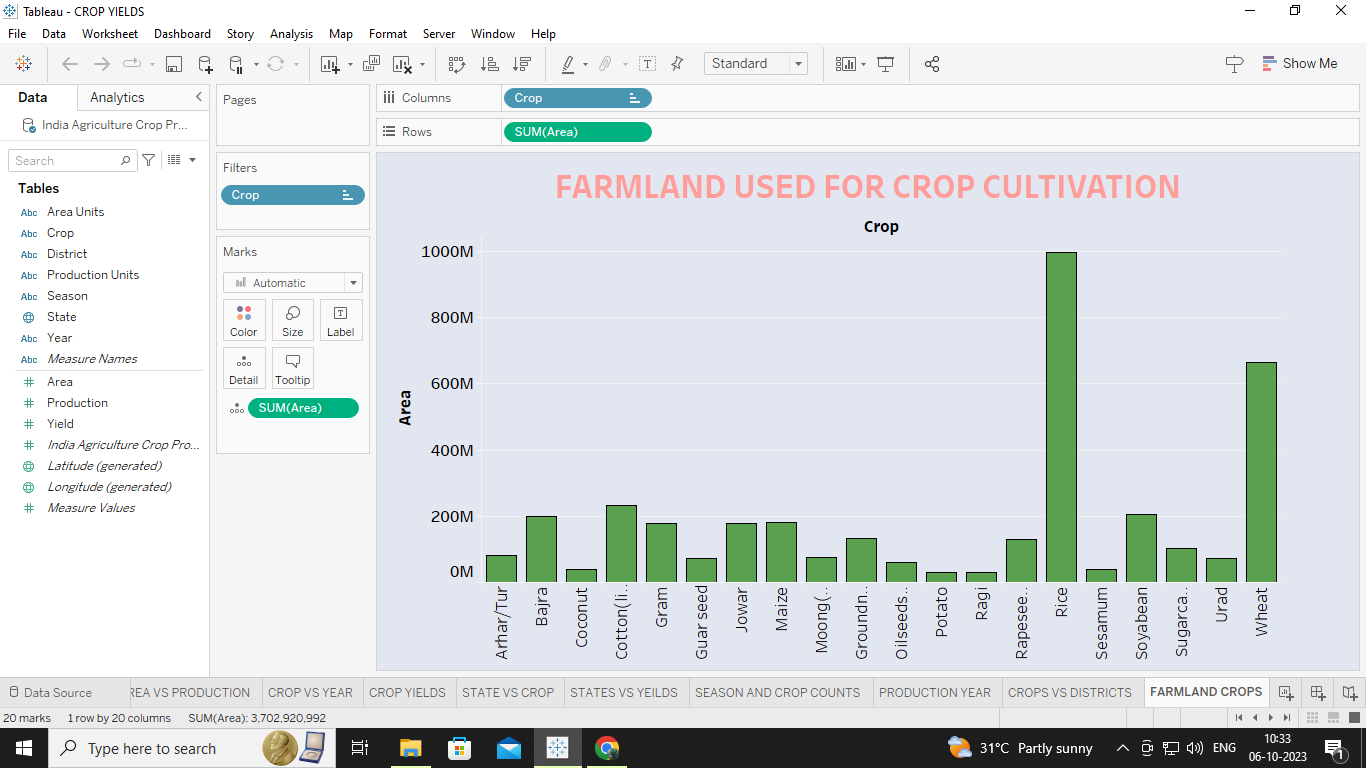 Tableau - CROP YIELDS
File Data Worksheet Dashboard Story Analysis Map Format Server Window Help
Standard
Show Me
Data Analytics
India Agriculture Crop Pr...
Search
Tables
Abc Area Units
Abc Crop
Abc District
Abc Production Units
Abc Season
State
Abc Year
Abc Measure Names
Area
Production
Yield
India Agriculture Crop Pro...
Latitude (generated)
Longitude (generated)
Measure Values
Pages
Filters
Crop
Marks
Automatic
Color Size Label
Detail Tooltip
SUM(Area)
Columns Crop
Rows SUM(Area)
FARMLAND USED FOR CROP CULTIVATION
Crop
1000M
800M
600M
400M
200M
0M
Area
Arhar/Tur
Bajra
Coconut
Cotton(li..
Gram
Guar seed
Jowar
Maize
Moong(..
Groundn..
Oilseeds..
Potato
Ragi
Rapesee..
Rice
Sesamum
Soyabean
Sugarca..
Urad
Wheat
Data Source REA VS PRODUCTION CROP VS YEAR CROP YIELDS STATE VS CROP STATES VS YEILDS SEASON AND CROP COUNTS PRODUCTION YEAR CROPS VS DISTRICTS FARMLAND CROPS
20 marks 1 row by 20 columns SUM(Area): 3,702,920,992
Type here to search
31°C Partly sunny
ENG
10:33
06-10-2023
1